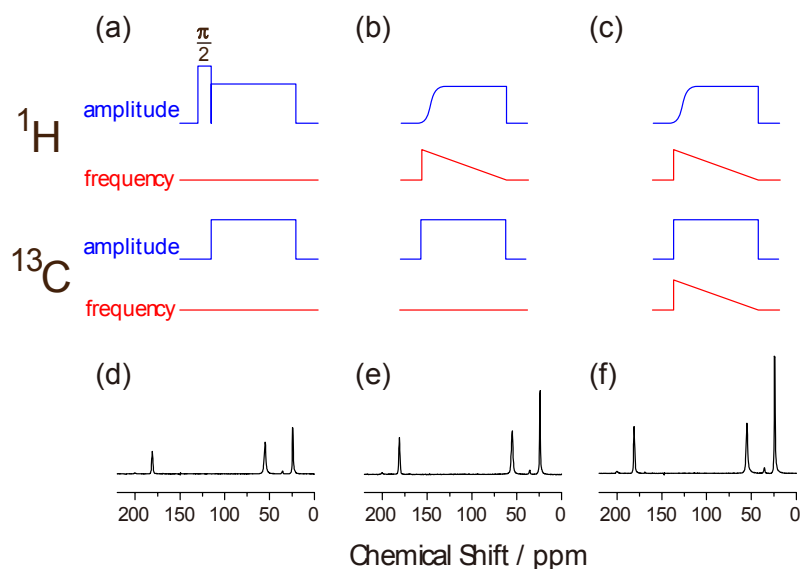 (a) (b) (c)
π
2
amplitude
¹H
frequency
amplitude
¹³C
frequency
(d) (e) (f)
200 150 100 50 0 200 150 100 50 0 200 150 100 50 0
Chemical Shift / ppm